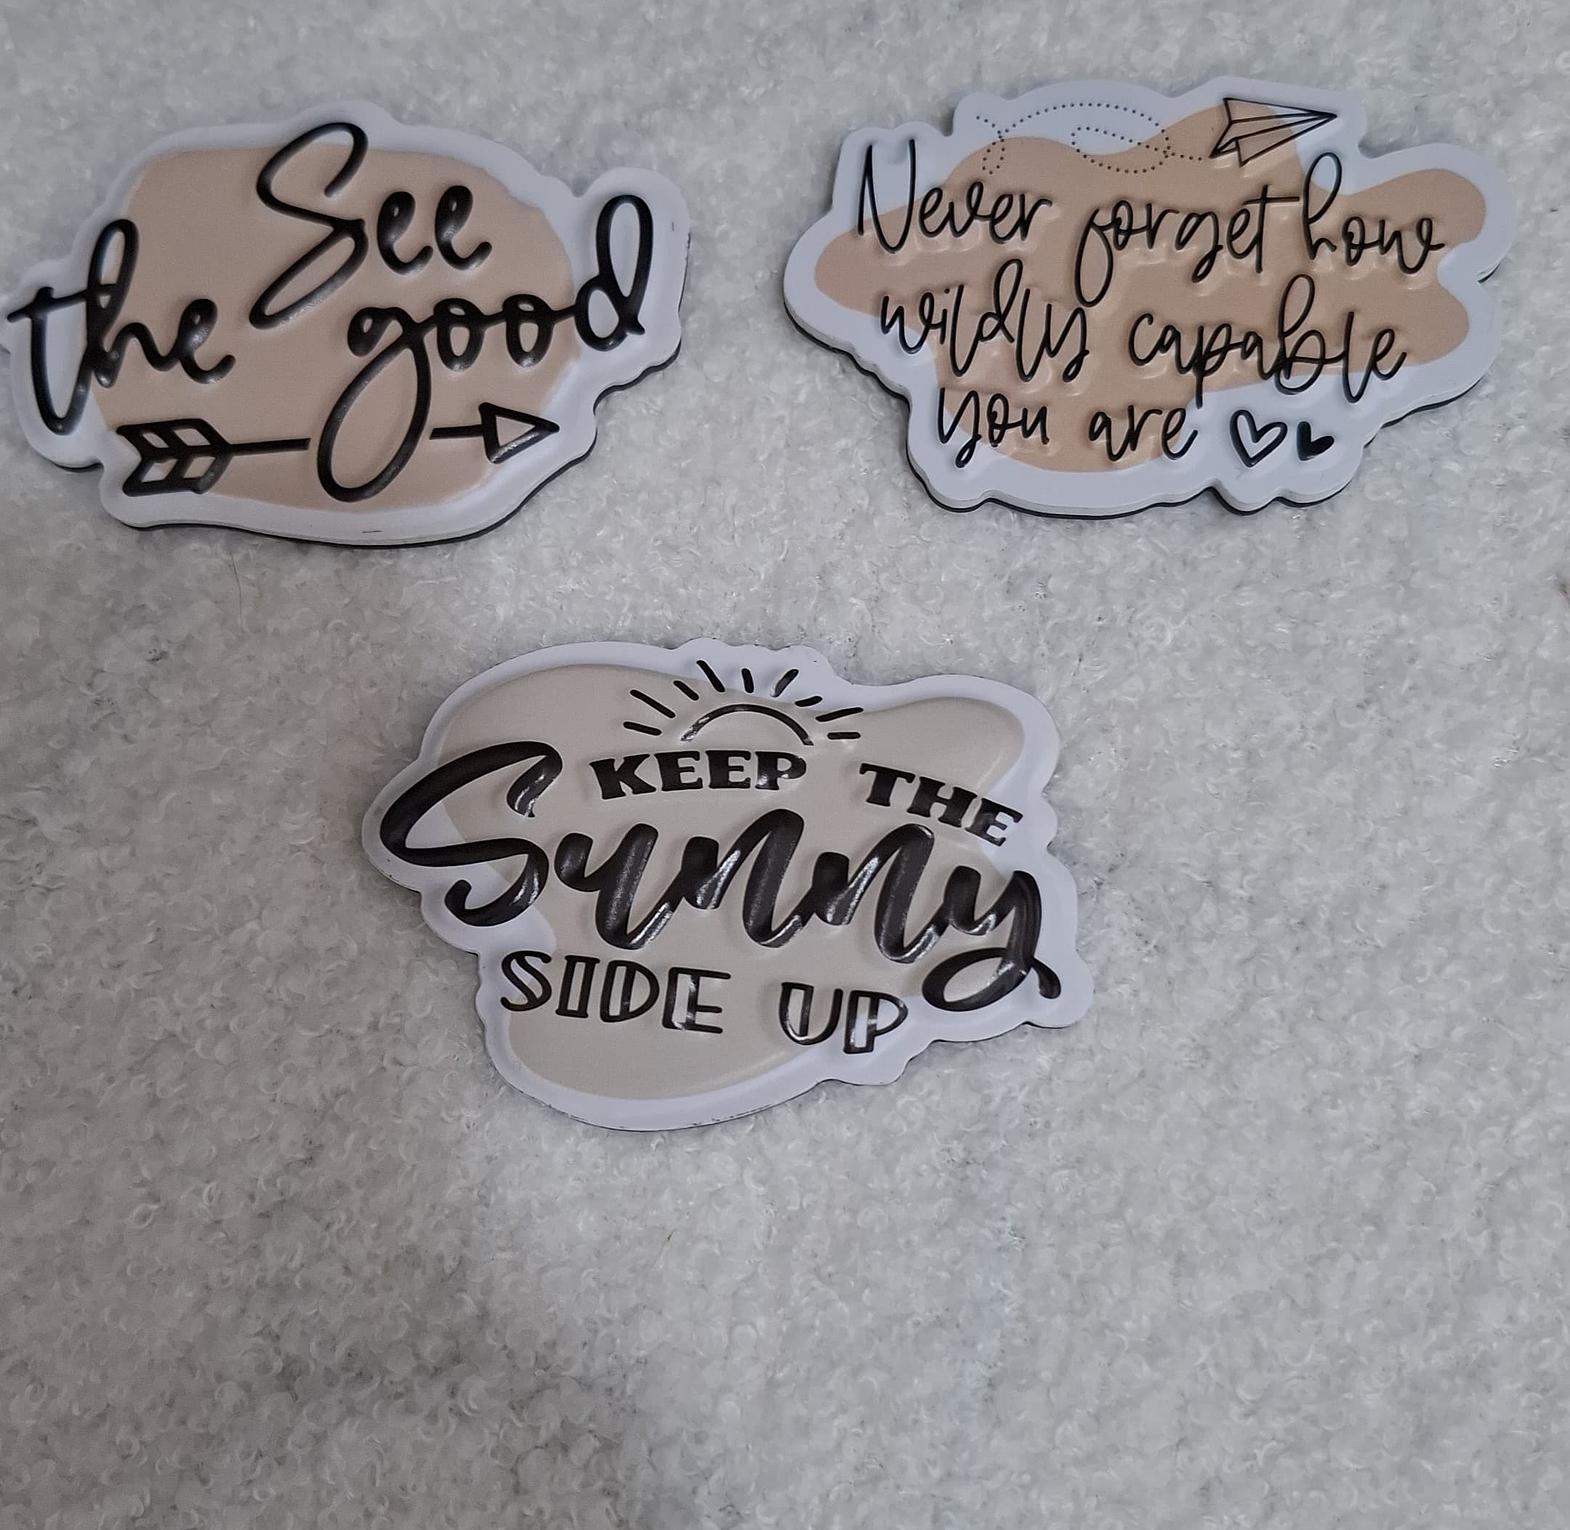 See
the good
Never forget how
wildly capable
you are
KEEP THE
Sunny
SIDE UP